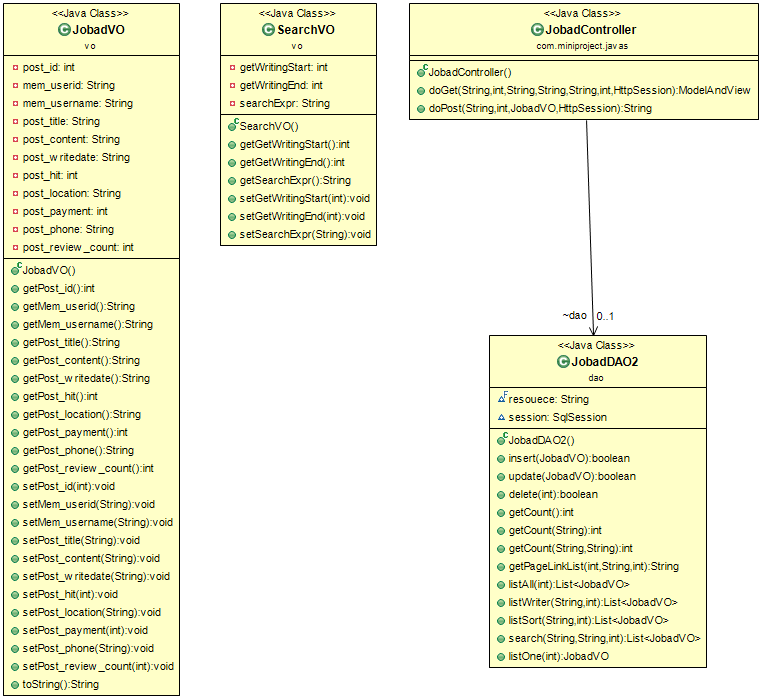 <<Java Class>>
JobadVO
vo
post_id: int
mem_userid: String
mem_username: String
post_title: String
post_content: String
post_writedate: String
post_hit: int
post_location: String
post_payment: int
post_phone: String
post_review_count: int
JobadVO()
getPost_id():int
getMem_userid():String
getMem_username():String
getPost_title():String
getPost_content():String
getPost_writedate():String
getPost_hit():int
getPost_location():String
getPost_payment():int
getPost_phone():String
getPost_review_count():int
setPost_id(int):void
setMem_userid(String):void
setMem_username(String):void
setPost_title(String):void
setPost_content(String):void
setPost_writedate(String):void
setPost_hit(int):void
setPost_location(String):void
setPost_payment(int):void
setPost_phone(String):void
setPost_review_count(int):void
toString():String
<<Java Class>>
SearchVO
vo
getWritingStart: int
getWritingEnd: int
searchExpr: String
SearchVO()
getGetWritingStart():int
getGetWritingEnd():int
getSearchExpr():String
setGetWritingStart(int):void
setGetWritingEnd(int):void
setSearchExpr(String):void
<<Java Class>>
JobadController
com.miniproject.javas
JobadController()
doGet(String,int,String,String,String,int,HttpSession):ModelAndView
doPost(String,int,JobadVO,HttpSession):String
~dao 0..1
<<Java Class>>
JobadDAO2
dao
resouece: String
session: SqlSession
JobadDAO2()
insert(JobadVO):boolean
update(JobadVO):boolean
delete(int):boolean
getCount():int
getCount(String):int
getCount(String,String):int
getPageLinkList(int,String,int):String
listAll(int):List<JobadVO>
listWriter(String,int):List<JobadVO>
listSort(String,int):List<JobadVO>
search(String,String,int):List<JobadVO>
listOne(int):JobadVO